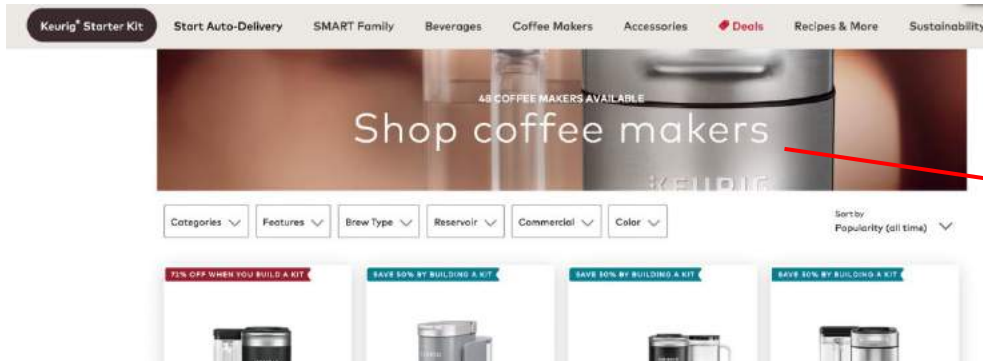 Keurig® Starter Kit Start Auto-Delivery SMART Family Beverages Coffee Makers Accessories Deals Recipes & More Sustainability
48 COFFEE MAKERS AVAILABLE
Shop coffee makers
KEURIG
Categories Features Brew Type Reservoir Commercial Color
Sort by
Popularity (all time)
72% OFF WHEN YOU BUILD A KIT SAVE 50% BY BUILDING A KIT SAVE 50% BY BUILDING A KIT SAVE 50% BY BUILDING A KIT